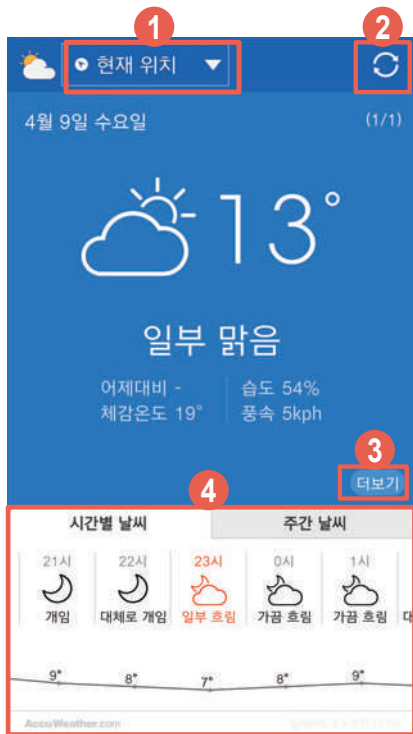 1
2
현재 위치
4월 9일 수요일
(1/1)
13°
일부 맑음
어제대비 -
습도 54%
체감온도 19°
풍속 5kph
3
더보기
4
시간별 날씨
주간 날씨
21시 22시 23시 0시 1시
개임 대체로 개임 일부 흐림 가끔 흐림 가끔 흐림 대
9° 8° 7° 8° 9°
AccuWeather.com